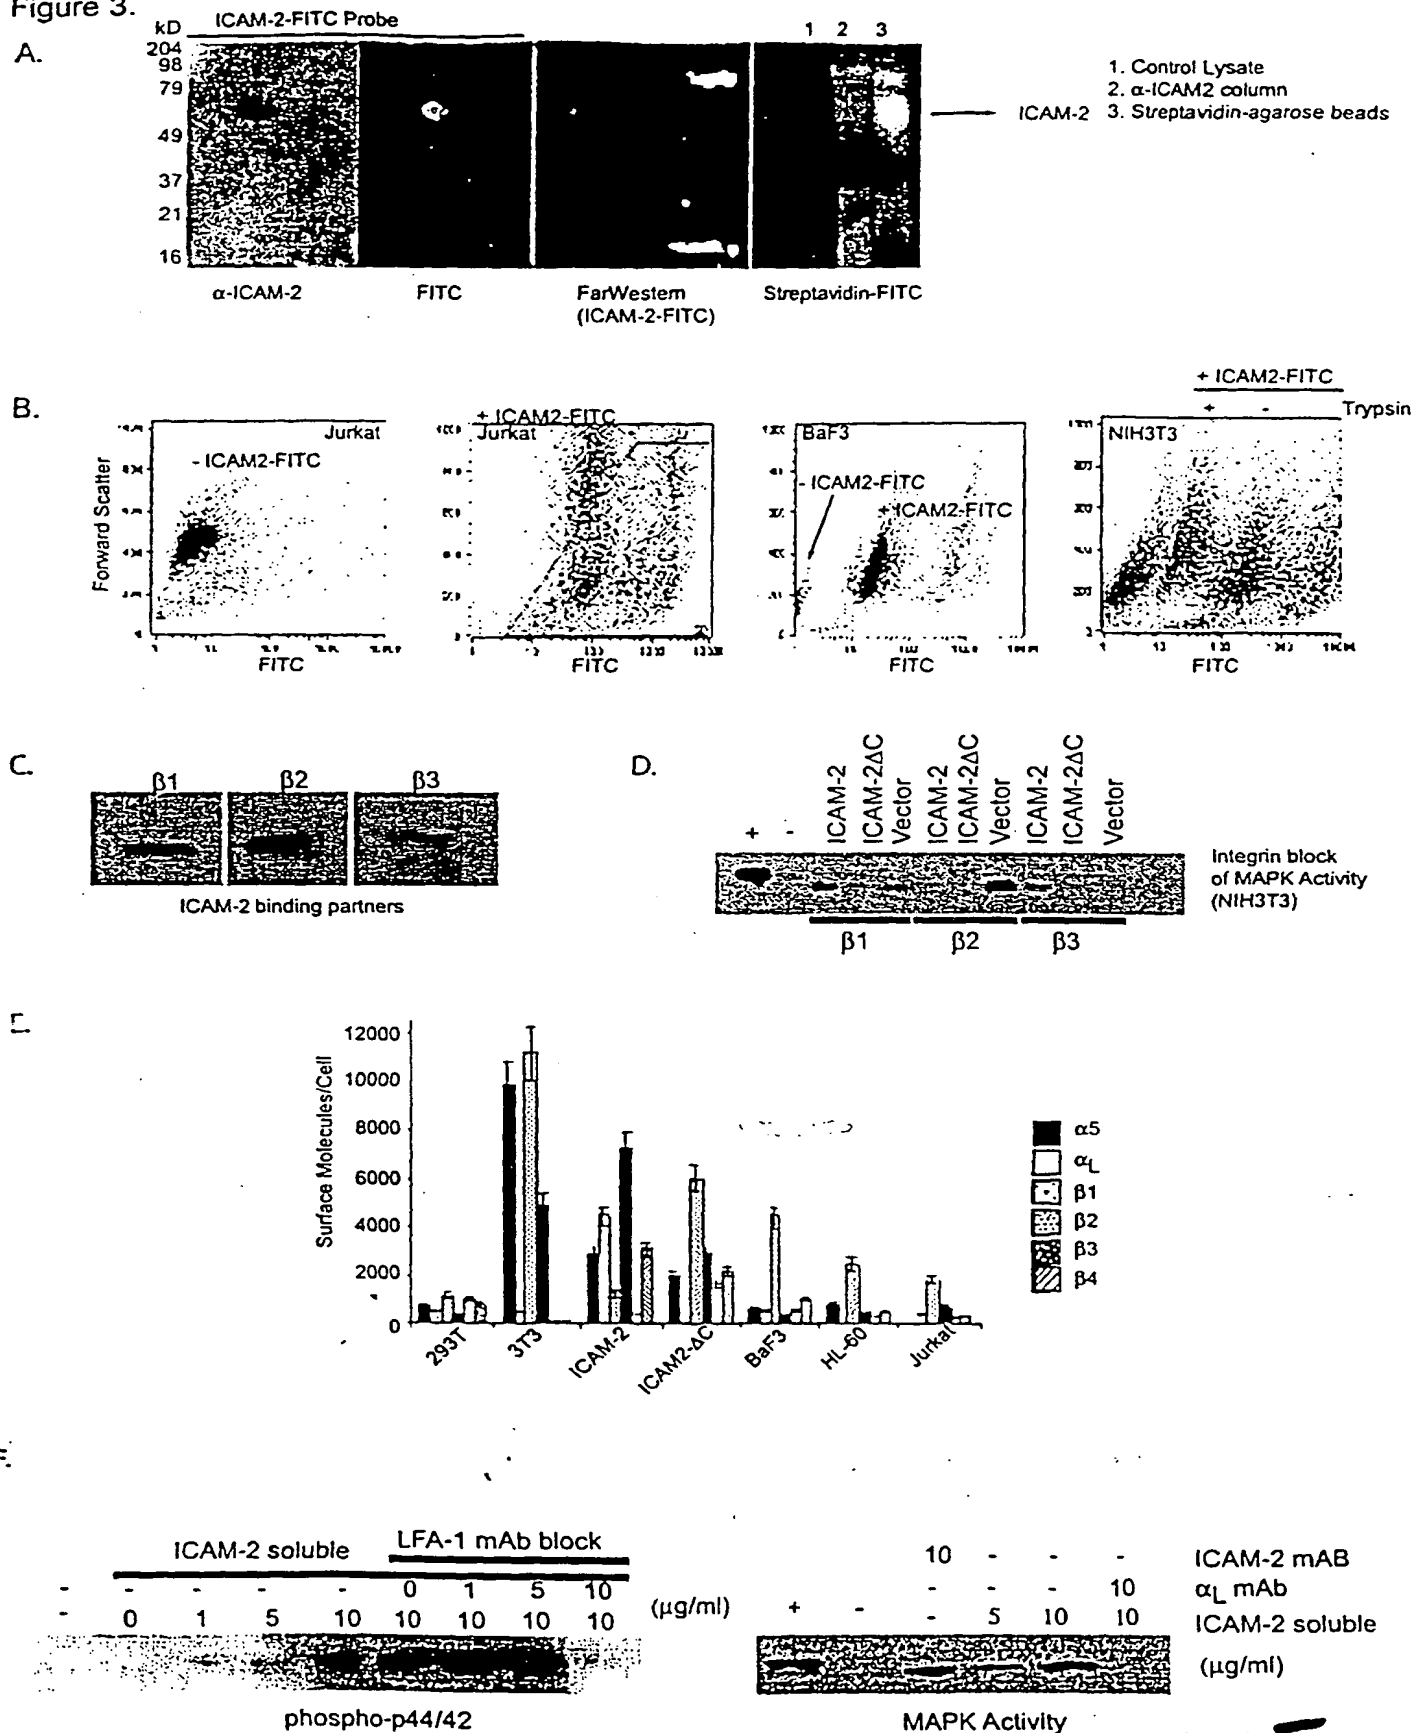 Figure 3.
A.
kD
ICAM-2-FITC Probe
1 2 3
204
98
79
49
37
21
16
ICAM-2
1. Control Lysate
2. α-ICAM2 column
3. Streptavidin-agarose beads
α-ICAM-2
FITC
FarWestern
(ICAM-2-FITC)
Streptavidin-FITC
B.
Forward Scatter
Jurkat
- ICAM2-FITC
FITC
+ ICAM2-FITC
Jurkat
FITC
BaF3
- ICAM2-FITC
+ ICAM2-FITC
FITC
+ ICAM2-FITC
+ - Trypsin
NIH3T3
FITC
C.
β1 β2 β3
ICAM-2 binding partners
D.
+ - ICAM-2 ICAM-2ΔC Vector ICAM-2 ICAM-2ΔC Vector ICAM-2 ICAM-2ΔC Vector
Integrin block
of MAPK Activity
(NIH3T3)
β1 β2 β3
E.
Surface Molecules/Cell
12000
10000
8000
6000
4000
2000
0
293T 3T3 ICAM-2 ICAM2-ΔC BaF3 HL-60 Jurkat
α5
αL
β1
β2
β3
β4
F.
ICAM-2 soluble
LFA-1 mAb block
- - - - - 0 1 5 10
- 0 1 5 10 10 10 10 10
(μg/ml)
phospho-p44/42
10 - - - ICAM-2 mAB
- - - 10 αL mAb
+ - - 5 10 10 ICAM-2 soluble
(μg/ml)
MAPK Activity